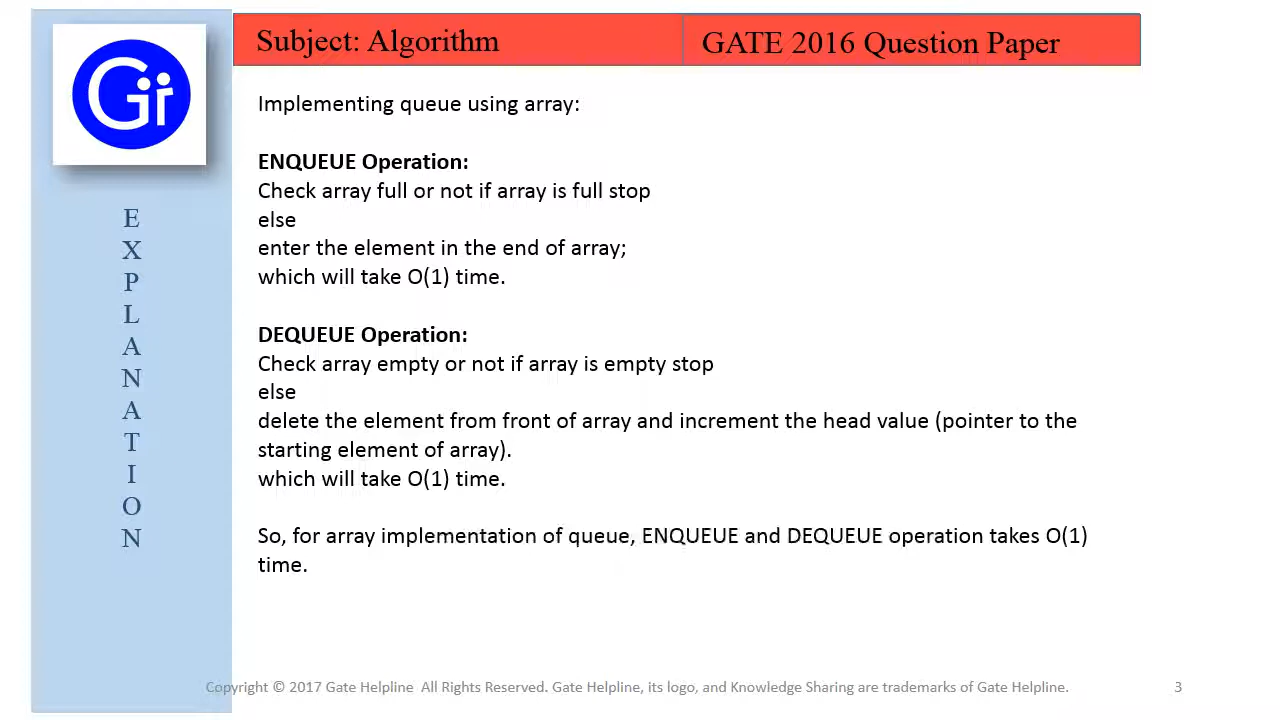 Subject: Algorithm
GATE 2016 Question Paper
Implementing queue using array:
ENQUEUE Operation:
Check array full or not if array is full stop
else
enter the element in the end of array;
which will take O(1) time.
DEQUEUE Operation:
Check array empty or not if array is empty stop
else
delete the element from front of array and increment the head value (pointer to the
starting element of array).
which will take O(1) time.
So, for array implementation of queue, ENQUEUE and DEQUEUE operation takes O(1)
time.
E
X
P
L
A
N
A
T
I
O
N
Copyright © 2017 Gate Helpline All Rights Reserved. Gate Helpline, its logo, and Knowledge Sharing are trademarks of Gate Helpline.
3